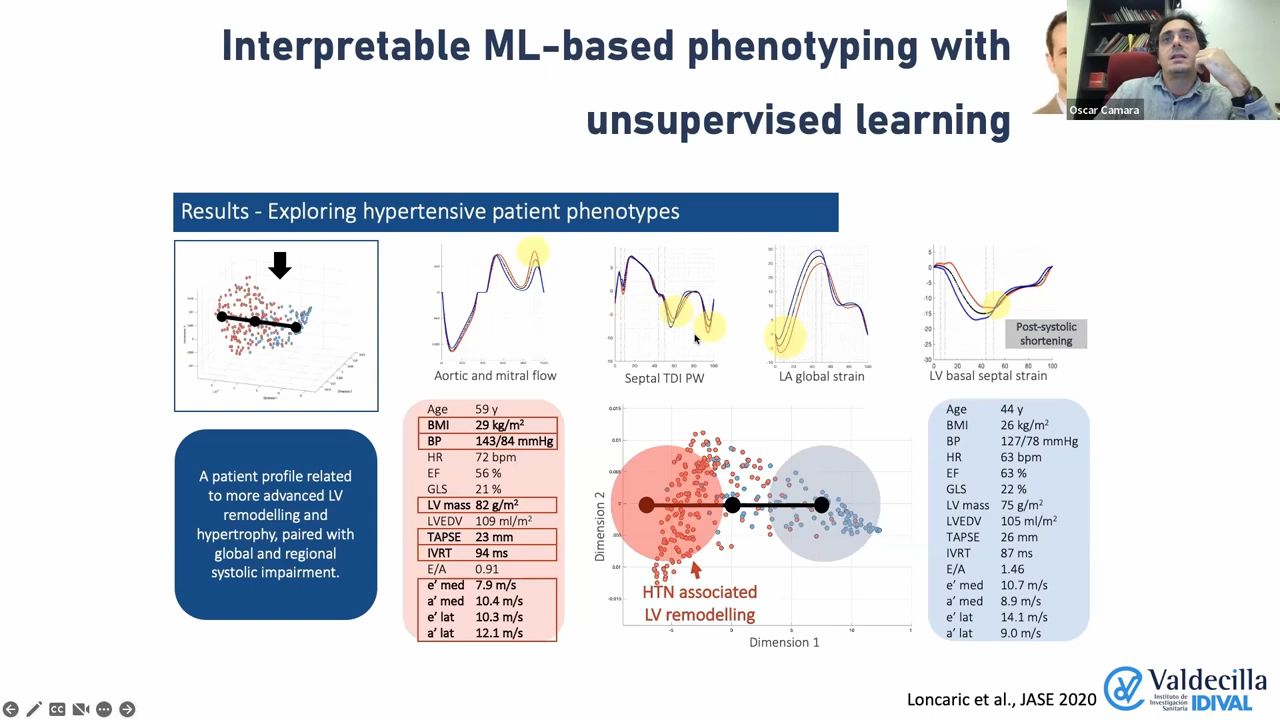 Interpretable ML-based phenotyping with
unsupervised learning
Oscar Camara
Results - Exploring hypertensive patient phenotypes
Aortic and mitral flow
Septal TDI PW
LA global strain
LV basal septal strain
Post-systolic
shortening
A patient profile related
to more advanced LV
remodelling and
hypertrophy, paired with
global and regional
systolic impairment.
Age 59 y
BMI 29 kg/m²
BP 143/84 mmHg
HR 72 bpm
EF 56 %
GLS 21 %
LV mass 82 g/m²
LVEDV 109 ml/m²
TAPSE 23 mm
IVRT 94 ms
E/A 0.91
e' med 7.9 m/s
a' med 10.4 m/s
e' lat 10.3 m/s
a' lat 12.1 m/s
Dimension 2
HTN associated
LV remodelling
Dimension 1
Age 44 y
BMI 26 kg/m²
BP 127/78 mmHg
HR 63 bpm
EF 63 %
GLS 22 %
LV mass 75 g/m²
LVEDV 105 ml/m²
TAPSE 26 mm
IVRT 87 ms
E/A 1.46
e' med 10.7 m/s
a' med 8.9 m/s
e' lat 14.1 m/s
a' lat 9.0 m/s
Loncaric et al., JASE 2020
Valdecilla
Instituto de
Investigación
Sanitaria
IDIVAL
CC